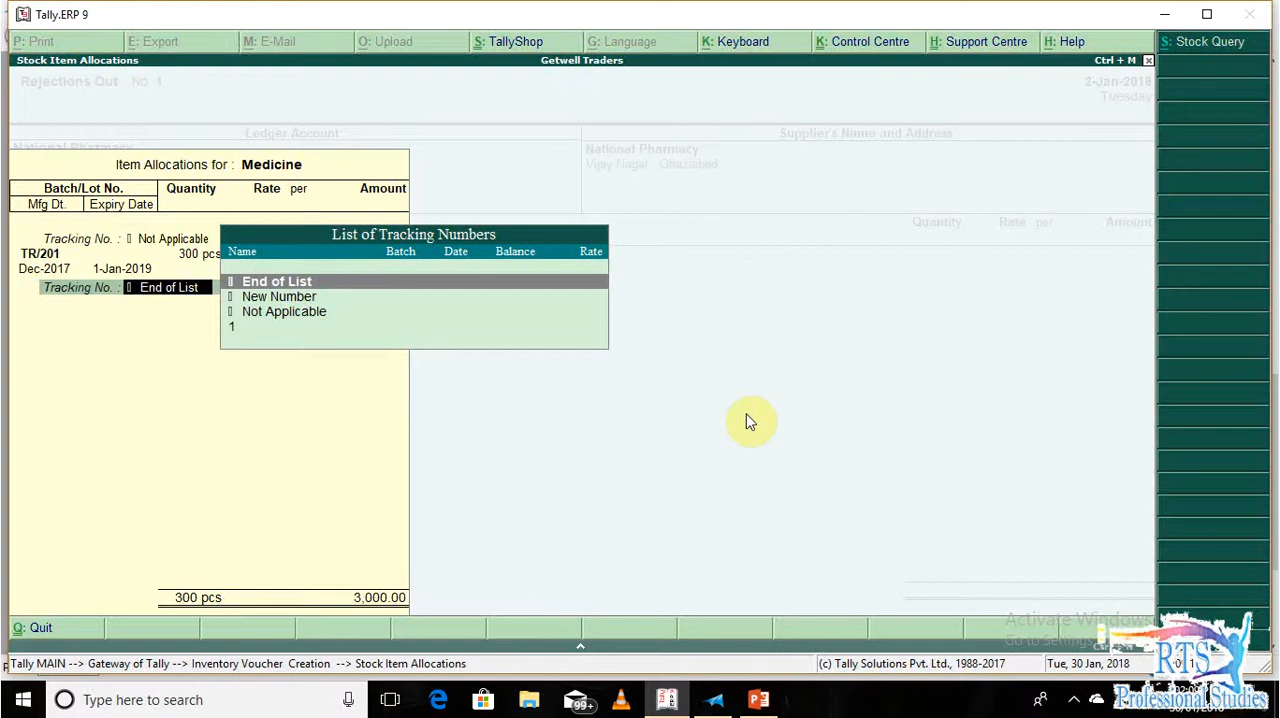 Tally.ERP 9
P: Print
E: Export
M: E-Mail
O: Upload
S: TallyShop
G: Language
K: Keyboard
K: Control Centre
H: Support Centre
H: Help
S: Stock Query
Stock Item Allocations
Getwell Traders
Ctrl + M
Rejections Out No. 1
2-Jan-2018
Tuesday
Ledger Account
Supplier's Name and Address
National Pharmacy
National Pharmacy
Vijay Nagar Ghaziabad
Item Allocations for : Medicine
Batch/Lot No. Quantity Rate per Amount
Mfg Dt. Expiry Date
Quantity Rate per Amount
Tracking No. : Not Applicable
TR/201 300 pcs
Dec-2017 1-Jan-2019
Tracking No. : End of List
List of Tracking Numbers
Name Batch Date Balance Rate
End of List
New Number
Not Applicable
1
300 pcs 3,000.00
Q: Quit
Activate Windows
Go to Settings
Tally MAIN --> Gateway of Tally --> Inventory Voucher Creation --> Stock Item Allocations
(c) Tally Solutions Pvt. Ltd., 1988-2017
Tue, 30 Jan, 2018
RTS
Professional Studies
Type here to search
99+